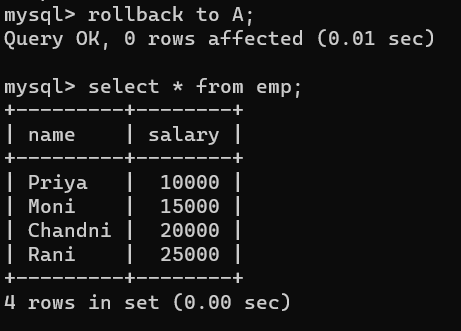 mysql> rollback to A;
Query OK, 0 rows affected (0.01 sec)
mysql> select * from emp;
+---------+--------+
| name    | salary |
+---------+--------+
| Priya   |  10000 |
| Moni    |  15000 |
| Chandni |  20000 |
| Rani    |  25000 |
+---------+--------+
4 rows in set (0.00 sec)